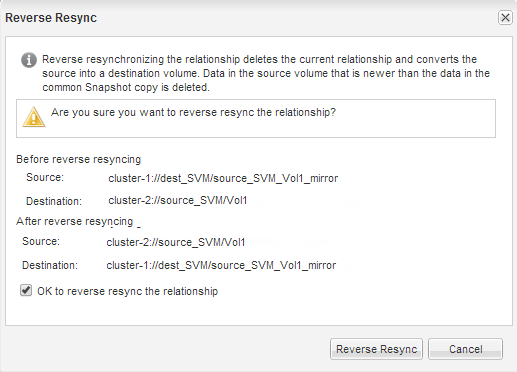 Reverse Resync
Reverse resynchronizing the relationship deletes the current relationship and converts the
source into a destination volume. Data in the source volume that is newer than the data in the
common Snapshot copy is deleted.
Are you sure you want to reverse resync the relationship?
Before reverse resyncing
Source: cluster-1://dest_SVM/source_SVM_Vol1_mirror
Destination: cluster-2://source_SVM/Vol1
After reverse resyncing _
Source: cluster-2://source_SVM/Vol1
Destination: cluster-1://dest_SVM/source_SVM_Vol1_mirror
OK to reverse resync the relationship
Reverse Resync Cancel